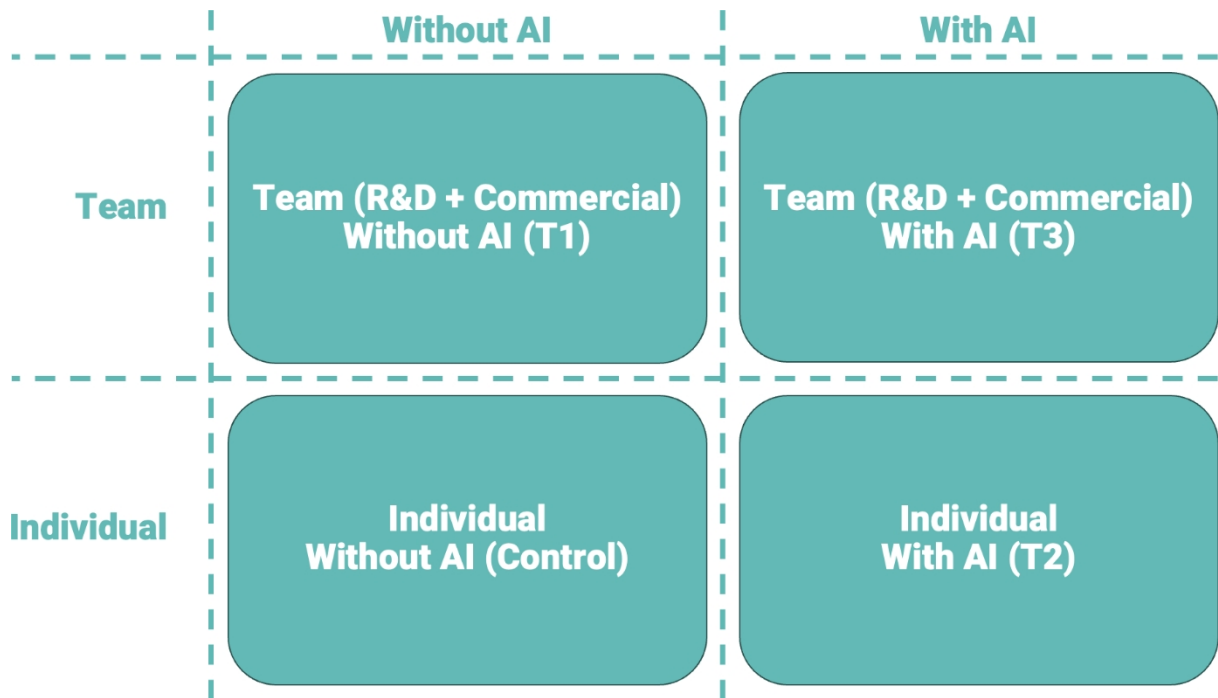 Without AI
With AI
Team
Team (R&D + Commercial)
Without AI (T1)
Team (R&D + Commercial)
With AI (T3)
Individual
Individual
Without AI (Control)
Individual
With AI (T2)